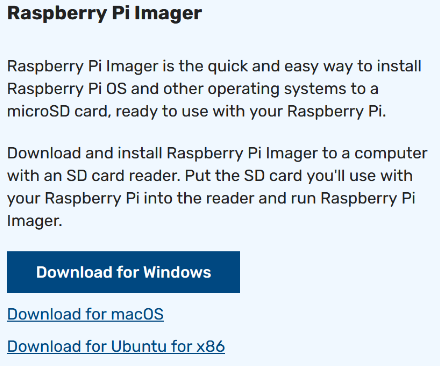 Raspberry Pi Imager
Raspberry Pi Imager is the quick and easy way to install
Raspberry Pi OS and other operating systems to a
microSD card, ready to use with your Raspberry Pi.
Download and install Raspberry Pi Imager to a computer
with an SD card reader. Put the SD card you'll use with
your Raspberry Pi into the reader and run Raspberry Pi
Imager.
Download for Windows
Download for macOS
Download for Ubuntu for x86